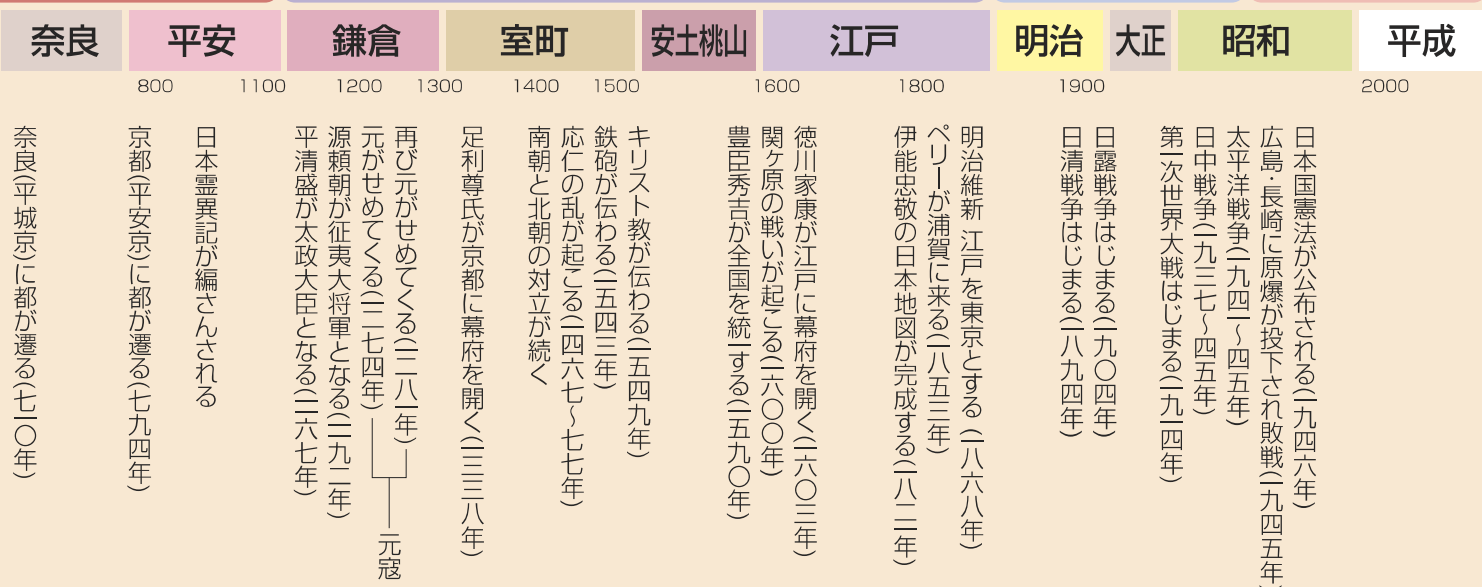 奈良
平安
鎌倉
室町
安土桃山
江戸
明治
大正
昭和
平成
800
1100
1200
1300
1400
1500
1600
1800
1900
2000
奈良(平城京)に都が遷る(七一〇年)
京都(平安京)に都が遷る(七九四年)
日本霊異記が編さんされる
平清盛が太政大臣となる(一一六七年)
源頼朝が征夷大将軍となる(一一九二年)
元がせめてくる(一二七四年)
再び元がせめてくる(一二八一年)
元寇
足利尊氏が京都に幕府を開く(一三三八年)
南朝と北朝の対立が続く
応仁の乱が起こる(一四六七〜七七年)
鉄砲が伝わる(一五四三年)
キリスト教が伝わる(一五四九年)
豊臣秀吉が全国を統一する(一五九〇年)
関ヶ原の戦いが起こる(一六〇〇年)
徳川家康が江戸に幕府を開く(一六〇三年)
伊能忠敬の日本地図が完成する(一八二一年)
ペリーが浦賀に来る(一八五三年)
明治維新 江戸を東京とする(一八六八年)
日清戦争はじまる(一八九四年)
日露戦争はじまる(一九〇四年)
第一次世界大戦はじまる(一九一四年)
日中戦争(一九三七〜四五年)
太平洋戦争(一九四一〜四五年)
広島・長崎に原爆が投下され敗戦(一九四五年)
日本国憲法が公布される(一九四六年)